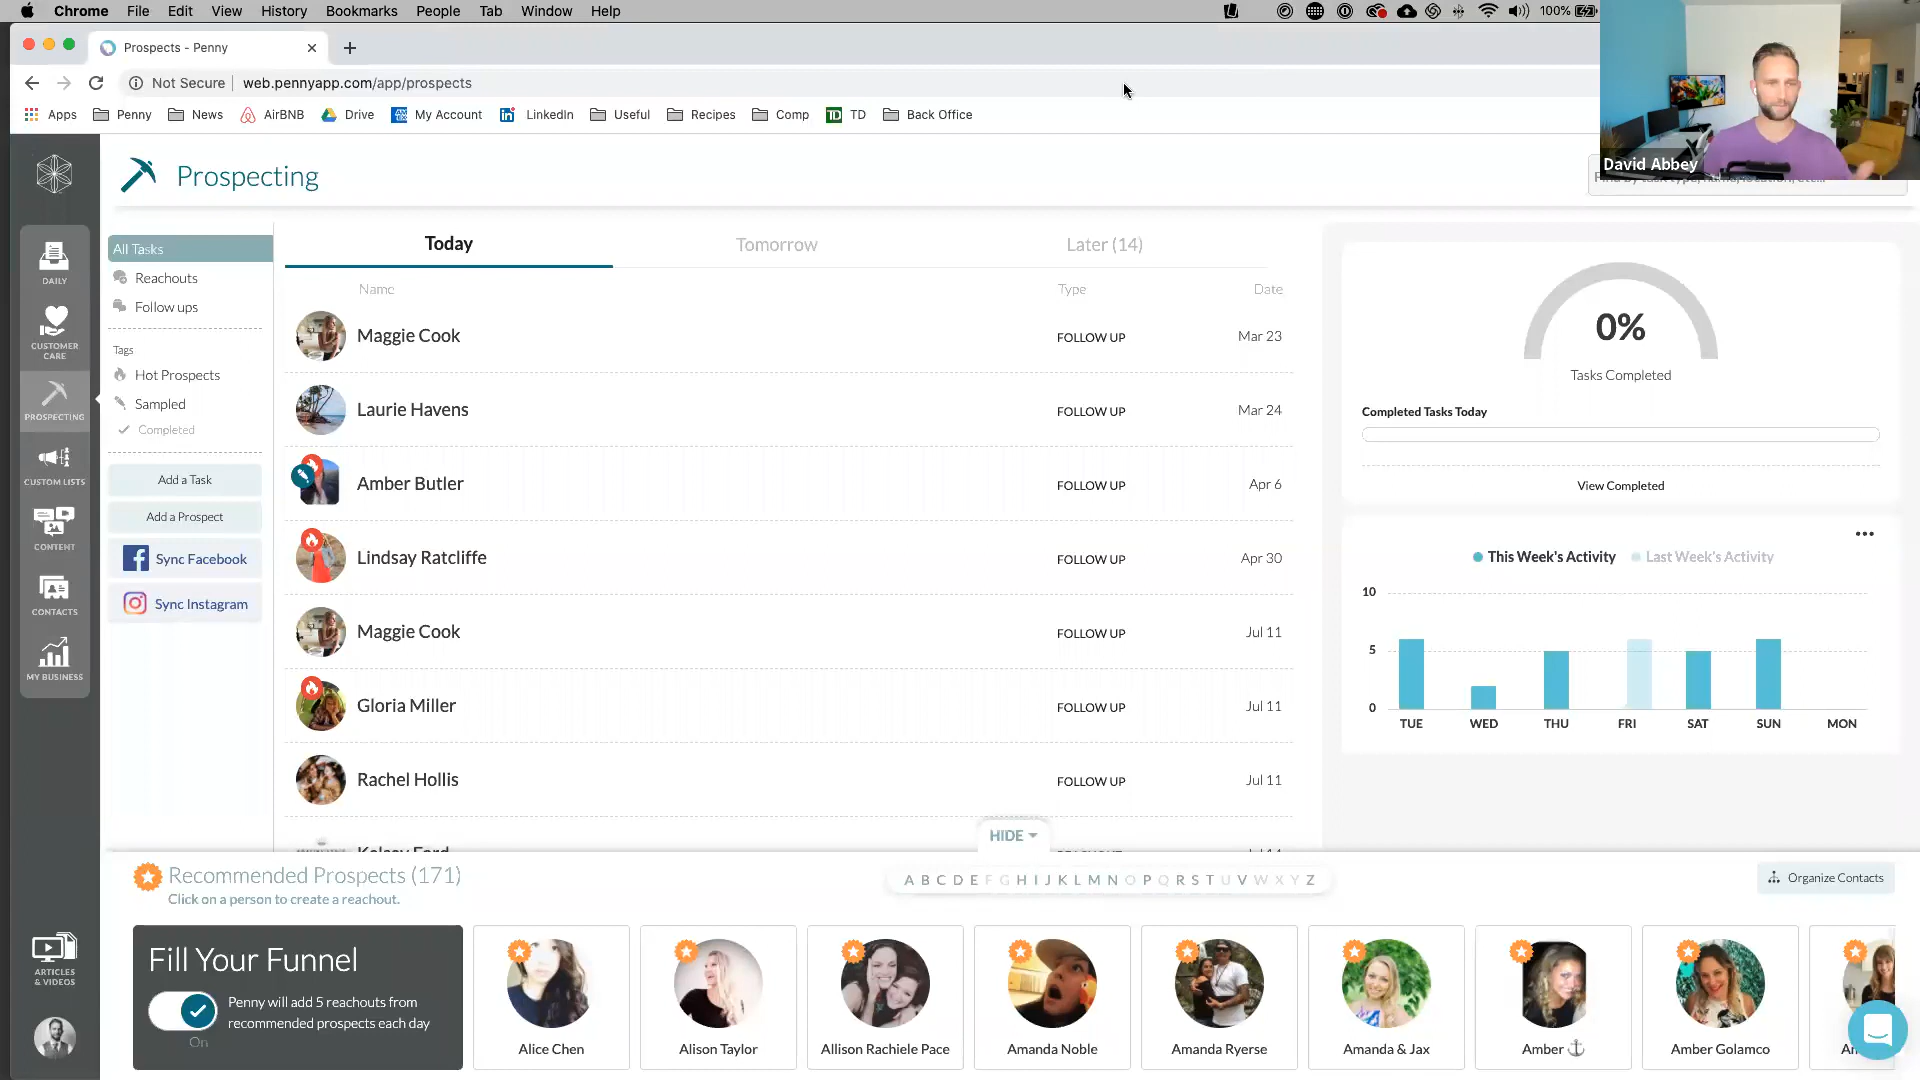 Chrome File Edit View History Bookmarks People Tab Window Help
100%
Prospects - Penny
Not Secure web.pennyapp.com/app/prospects
Apps Penny News AirBNB Drive My AcBNB LinkedIn Useful Recipes Comp TD Back Office
David Abbey
Prospecting
DAILY
CUSTOMER
CARE
PROSPECTING
CUSTOM LISTS
CONTENT
CONTACTS
MY BUSINESS
ARTICLES
& VIDEOS
All Tasks
Reachouts
Follow ups
Tags
Hot Prospects
Sampled
Completed
Add a Task
Add a Prospect
Sync Facebook
Sync Instagram
Today Tomorrow Later (14)
Name Type Date
Maggie Cook FOLLOW UP Mar 23
Laurie Havens FOLLOW UP Mar 24
Amber Butler FOLLOW UP Apr 6
Lindsay Ratcliffe FOLLOW UP Apr 30
Maggie Cook FOLLOW UP Jul 11
Gloria Miller FOLLOW UP Jul 11
Rachel Hollis FOLLOW UP Jul 11
HIDE
0%
Tasks Completed
Completed Tasks Today
View Completed
This Week's Activity Last Week's Activity
10
5
0
TUE WED THU FRI SAT SUN MON
Recommended Prospects (171)
Click on a person to create a reachout.
A B C D E F G H I J K L M N O P Q R S T U V W X Y Z
Organize Contacts
Fill Your Funnel
Penny will add 5 reachouts from
recommended prospects each day
On
Alice Chen
Alison Taylor
Allison Rachiele Pace
Amanda Noble
Amanda Ryerse
Amanda & Jax
Amber ⚓
Amber Golamco